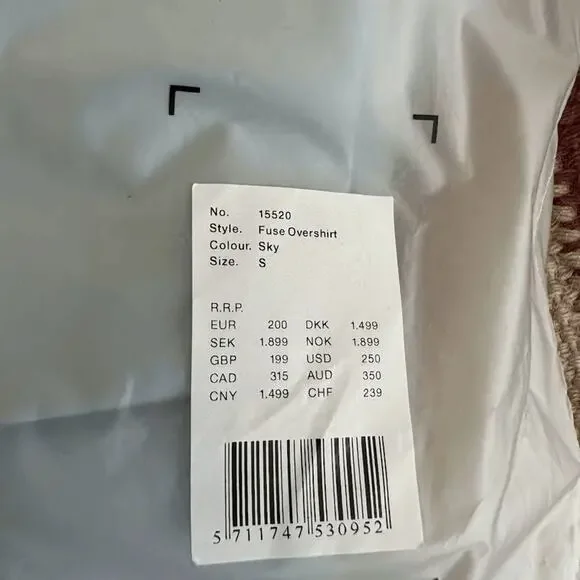 No. 15520
Style. Fuse Overshirt
Colour. Sky
Size. S
R.R.P.
EUR 200 DKK 1.499
SEK 1.899 NOK 1.899
GBP 199 USD 250
CAD 315 AUD 350
CNY 1.499 CHF 239
5 711747 530952